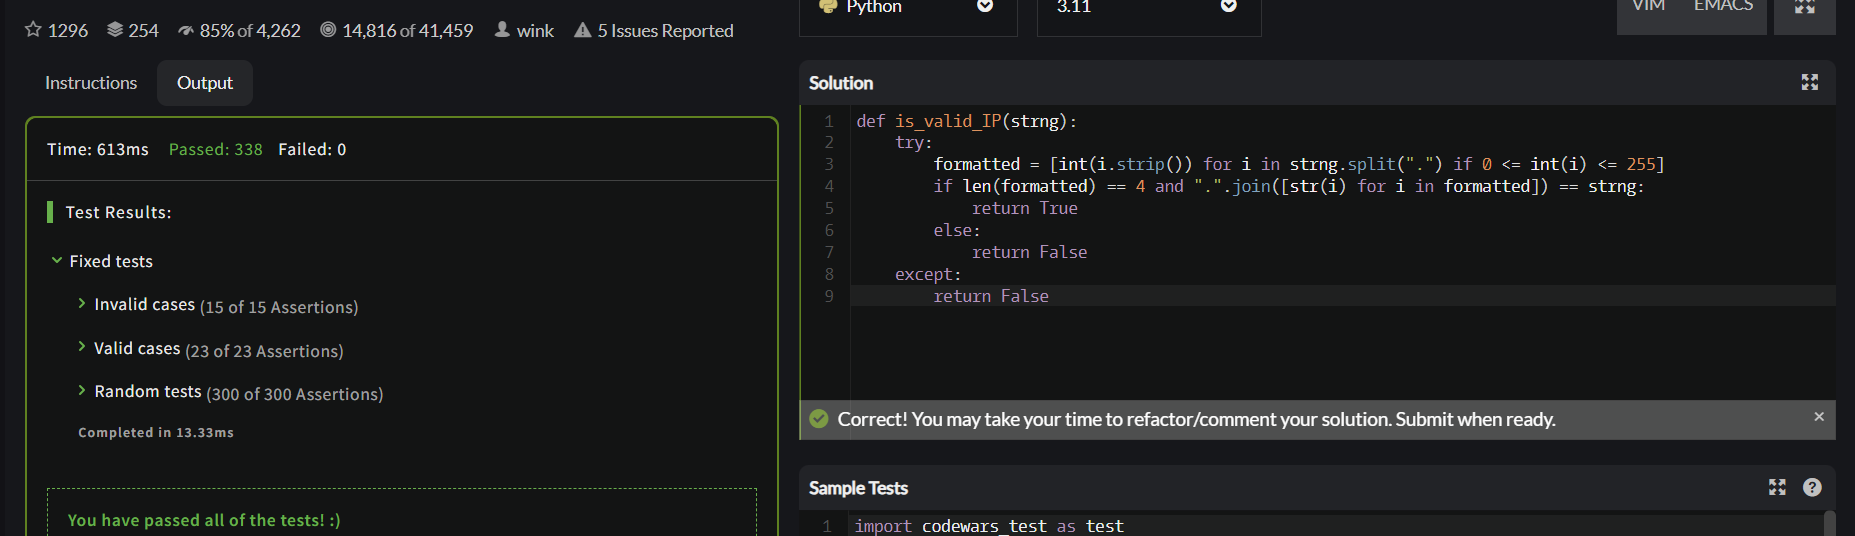 1296 254 85% of 4,262 14,816 of 41,459 wink 5 Issues Reported
Python 3.11 VIM EMACS
Instructions Output
Time: 613ms Passed: 338 Failed: 0
Test Results:
Fixed tests
Invalid cases (15 of 15 Assertions)
Valid cases (23 of 23 Assertions)
Random tests (300 of 300 Assertions)
Completed in 13.33ms
You have passed all of the tests! :)
Solution
1 def is_valid_IP(strng):
2     try:
3         formatted = [int(i.strip()) for i in strng.split(".") if 0 <= int(i) <= 255]
4         if len(formatted) == 4 and ".".join([str(i) for i in formatted]) == strng:
5             return True
6         else:
7             return False
8     except:
9         return False
Correct! You may take your time to refactor/comment your solution. Submit when ready. ×
Sample Tests ?
1 import codewars_test as test